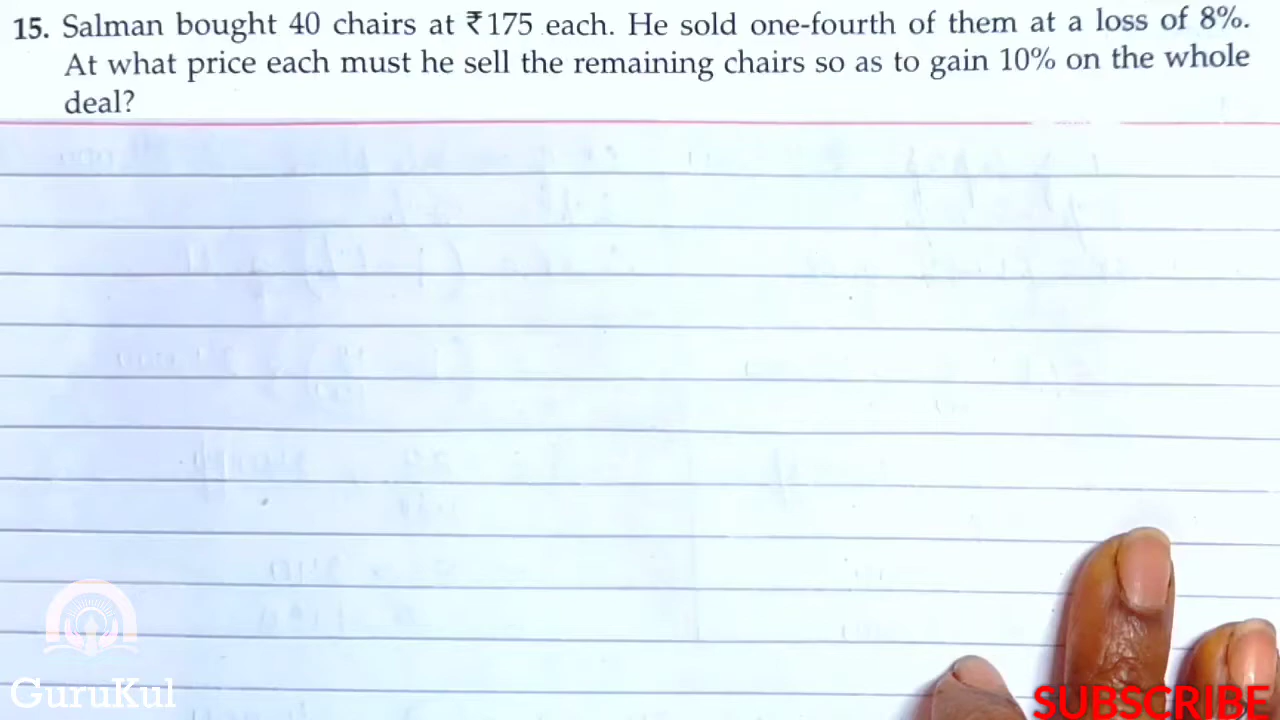 15. Salman bought 40 chairs at ₹175 each. He sold one-fourth of them at a loss of 8%.
At what price each must he sell the remaining chairs so as to gain 10% on the whole
deal?
GuruKul
SUBSCRIBE